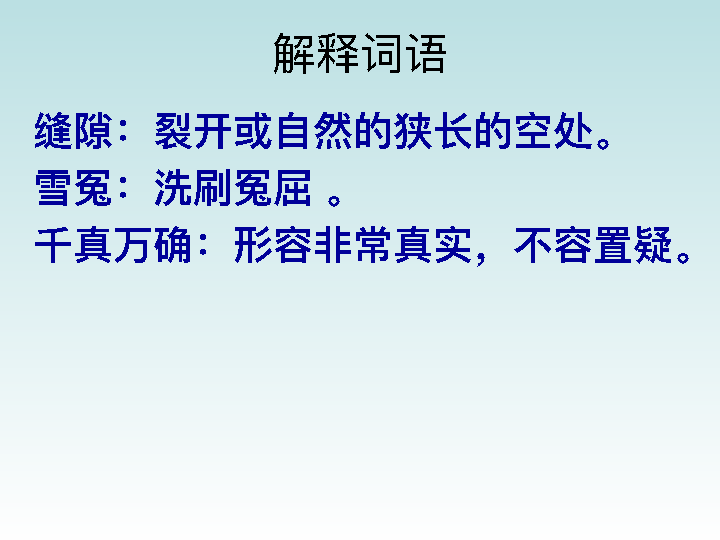 解释词语
缝隙：裂开或自然的狭长的空处。
雪冤：洗刷冤屈 。
千真万确：形容非常真实，不容置疑。